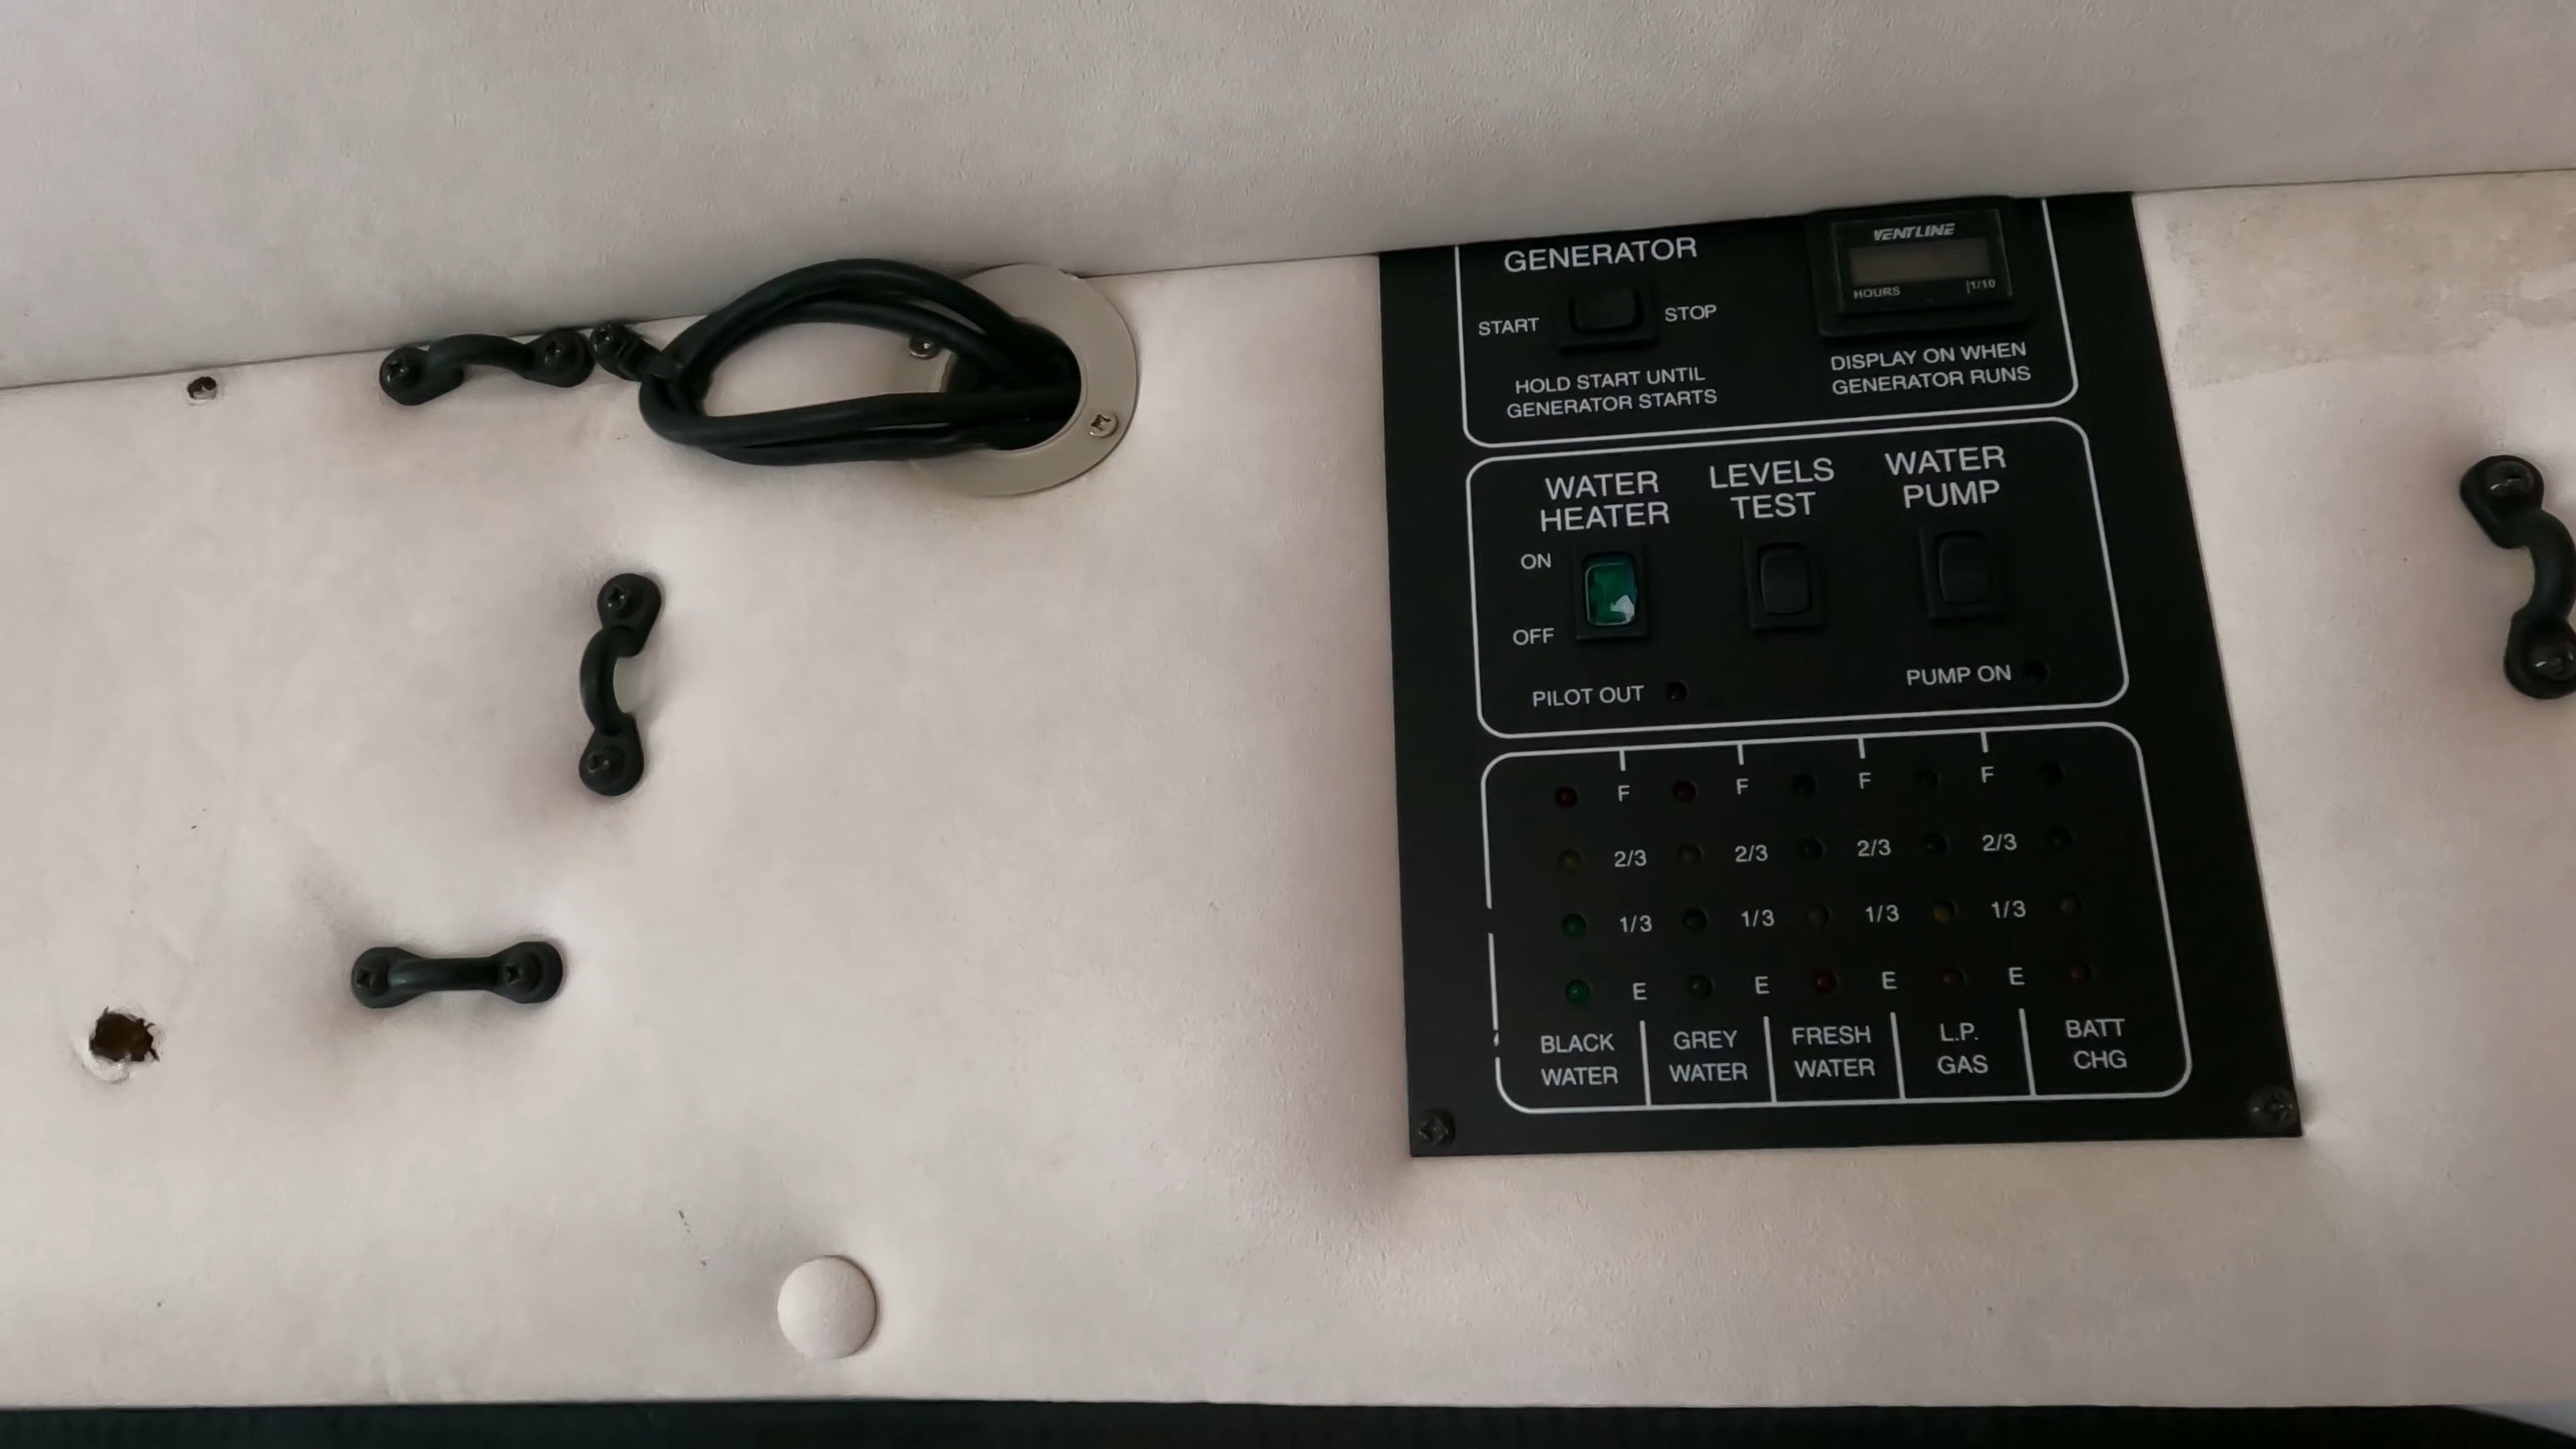 GENERATOR
START
STOP
HOLD START UNTIL
GENERATOR STARTS
VENTLINE
HOURS
1/10
DISPLAY ON WHEN
GENERATOR RUNS
WATER
HEATER
LEVELS
TEST
WATER
PUMP
ON
OFF
PILOT OUT
PUMP ON
F F F F
2/3 2/3 2/3 2/3
1/3 1/3 1/3 1/3
E E E E
BLACK
WATER
GREY
WATER
FRESH
WATER
L.P.
GAS
BATT
CHG